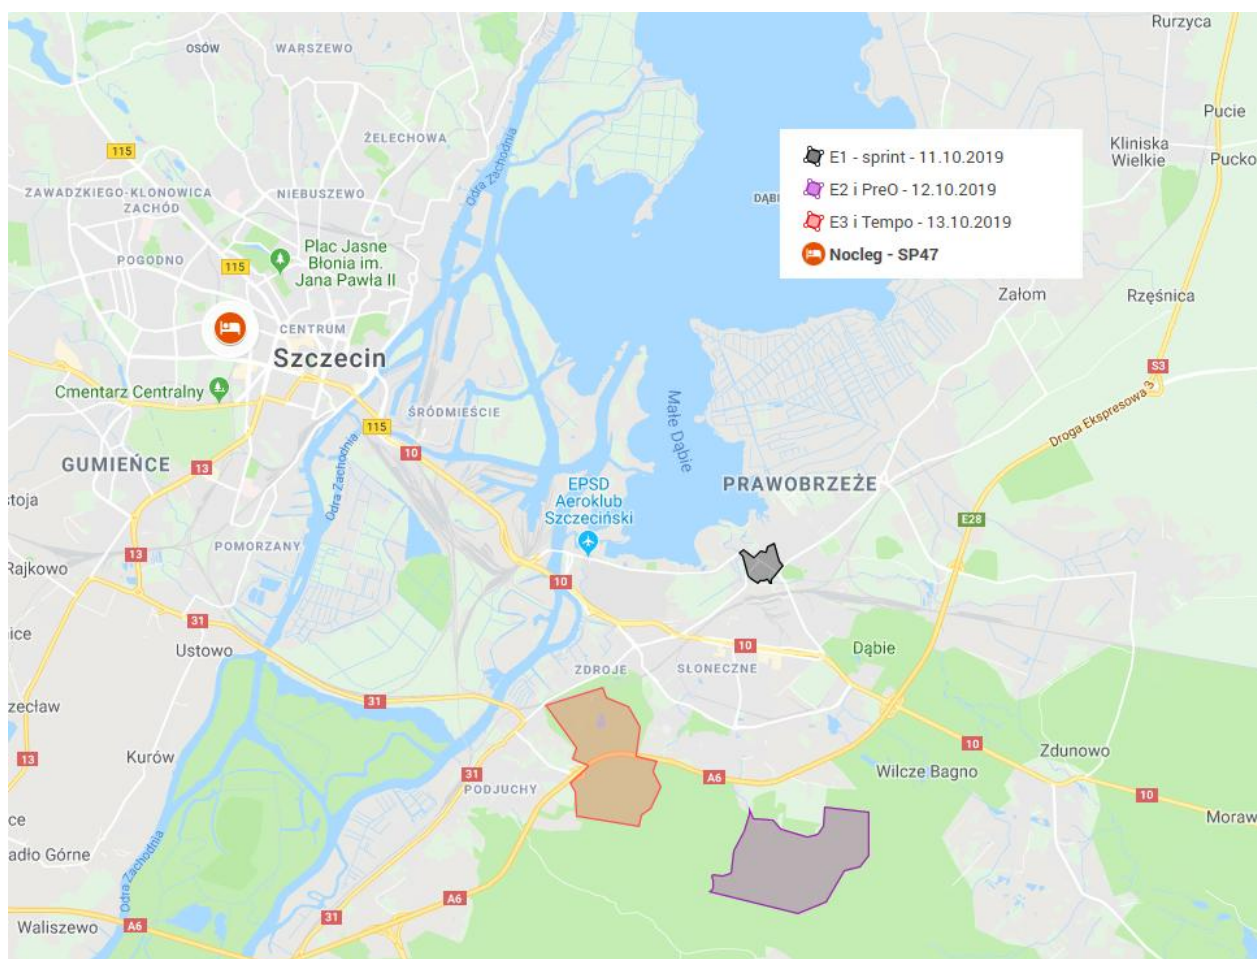 Rurzyca
OSÓW
WARSZEWO
Pucie
ŻELECHOWA
115
Odra Zachodnia
Kliniska
Wielkie
Pucko
E1 - sprint - 11.10.2019
E2 i PreO - 12.10.2019
E3 i Tempo - 13.10.2019
Nocleg - SP47
ZAWADZKIEGO-KLONOWICA
ZACHÓD
NIEBUSZEWO
DĄBI
POGODNO
115
Plac Jasne
Błonia im.
Jana Pawła II
Załom
Rzęśnica
CENTRUM
Szczecin
S3
Cmentarz Centralny
ŚRÓDMIEŚCIE
Małe Dąbie
Droga Ekspresowa 3
115
10
GUMIEŃCE
13
Odra Zachodnia
PRAWOBRZEŻE
EPSD
Aeroklub
Szczeciński
stoja
E28
POMORZANY
13
Rajkowo
10
31
ice
Ustowo
10
Dąbie
ZDROJE
SŁONECZNE
31
zecław
Kurów
13
10
Zdunowo
31
A6
Wilcze Bagno
PODJUCHY
10
Moraw
ce
adło Górne
Odra Zachodnia
A6
31
A6
Waliszewo